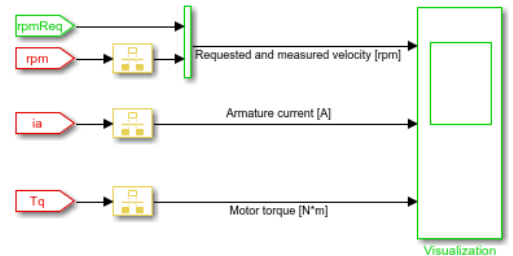 rpmReq
rpm
Requested and measured velocity [rpm]
ia
Armature current [A]
Tq
Motor torque [N*m]
Visualization